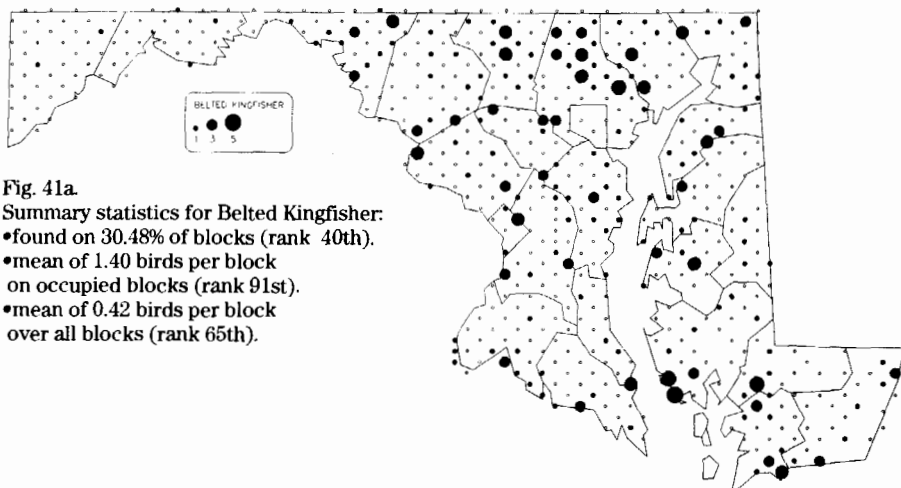 BELTED KINGFISHER
1 3 5
Fig. 41a.
Summary statistics for Belted Kingfisher:
•found on 30.48% of blocks (rank 40th).
•mean of 1.40 birds per block
on occupied blocks (rank 91st).
•mean of 0.42 birds per block
over all blocks (rank 65th).